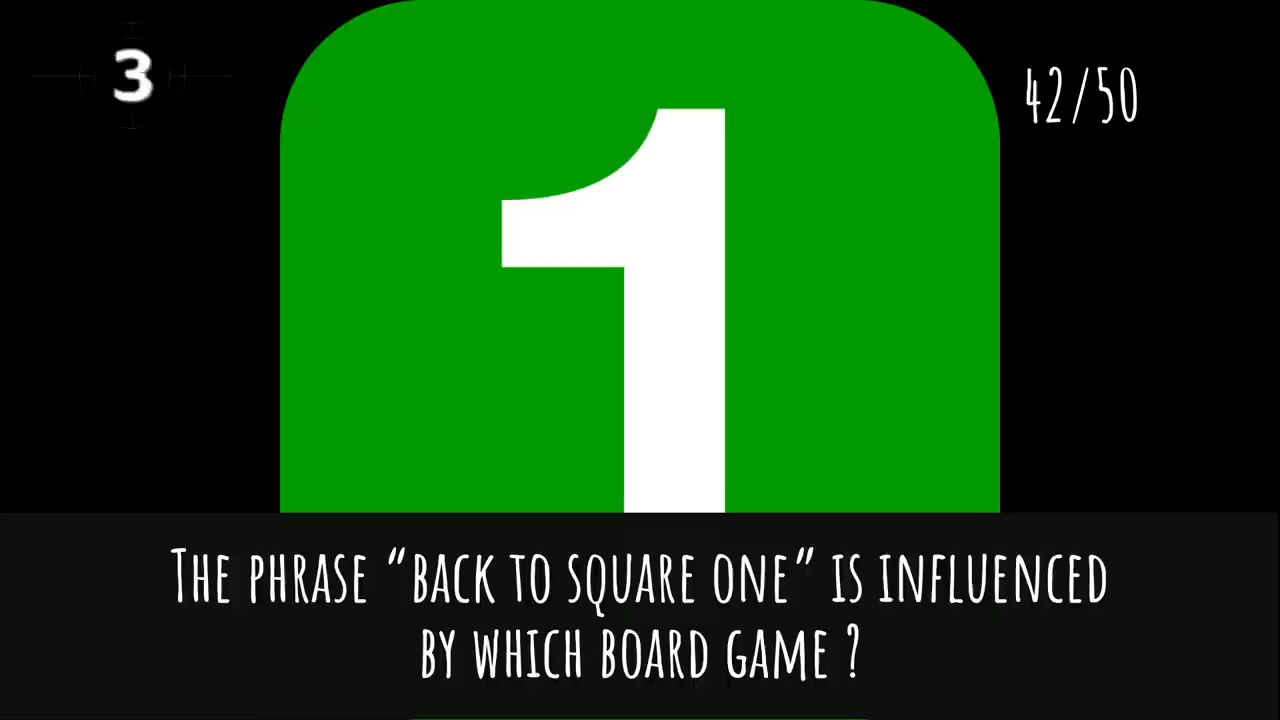 3
42/50
1
The phrase “back to square one” is influenced
by which board game ?